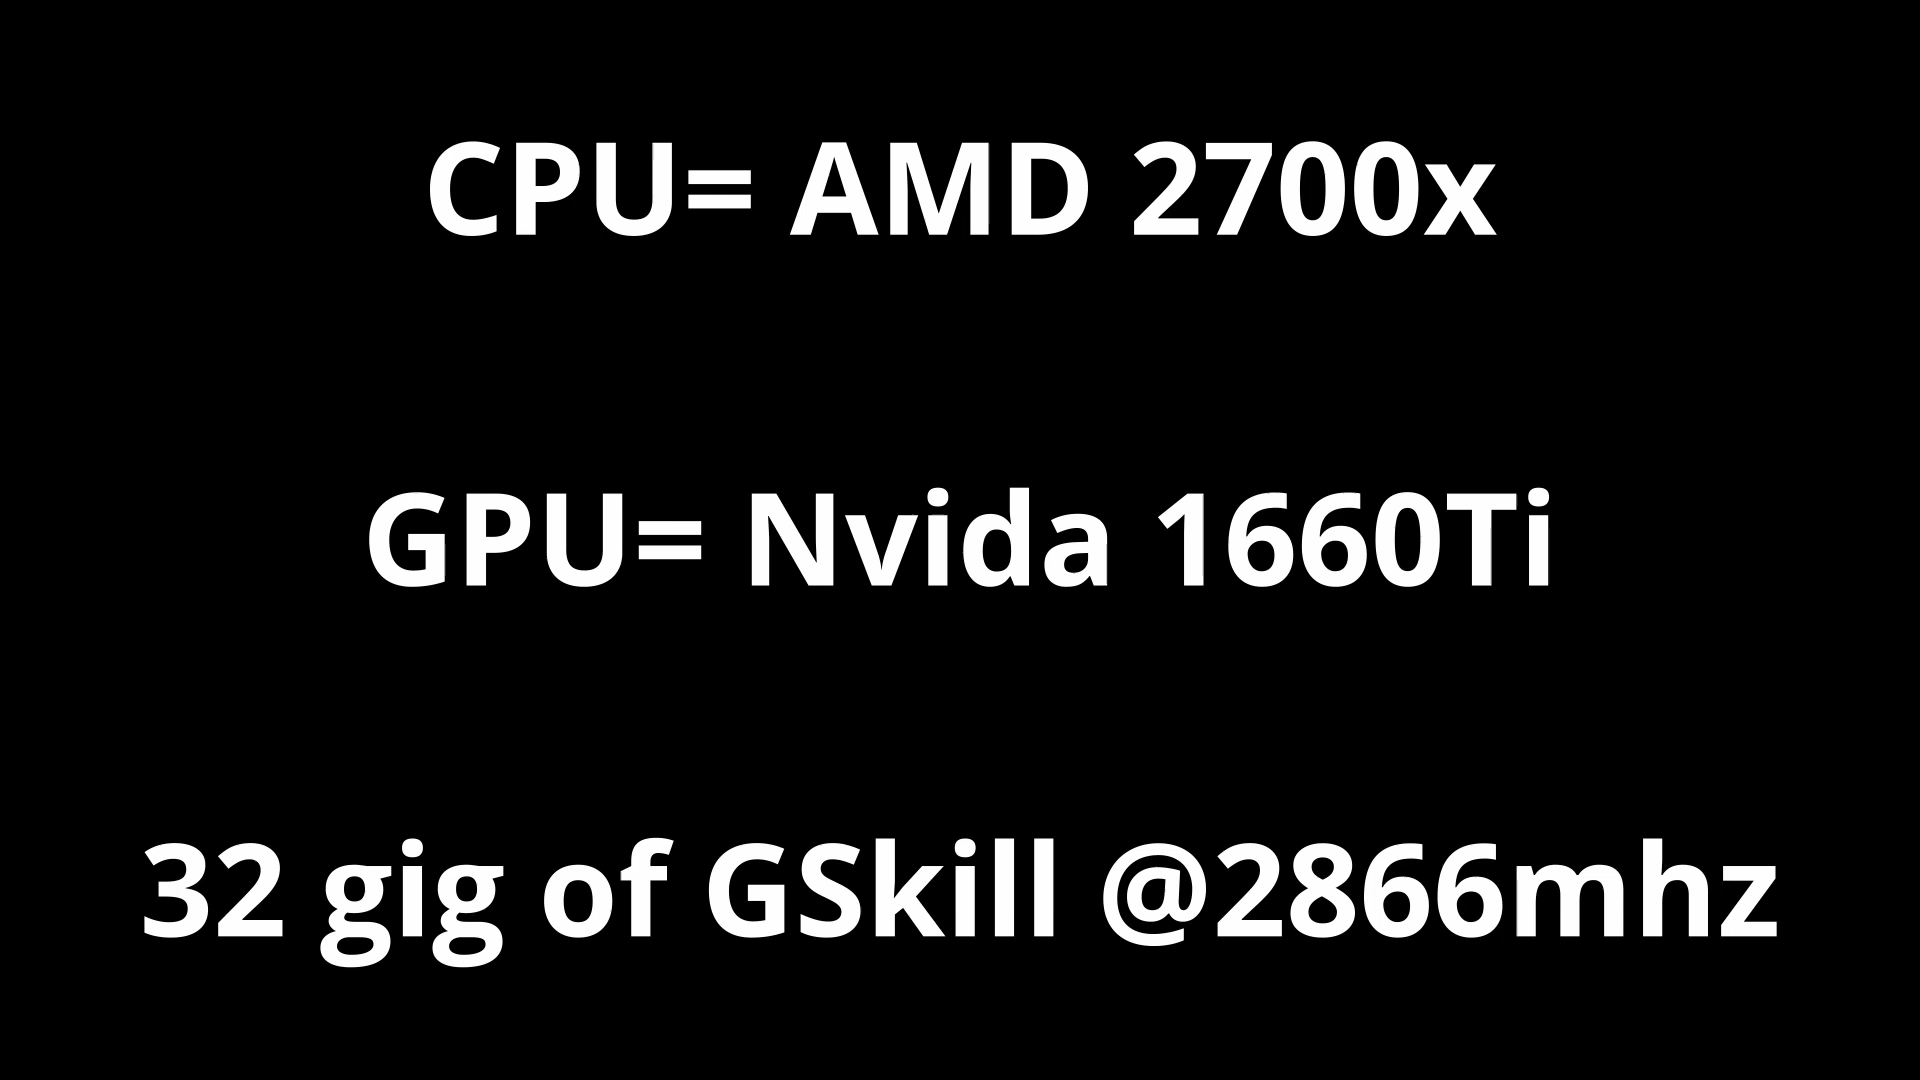 CPU= AMD 2700x
GPU= Nvida 1660Ti
32 gig of GSkill @2866mhz